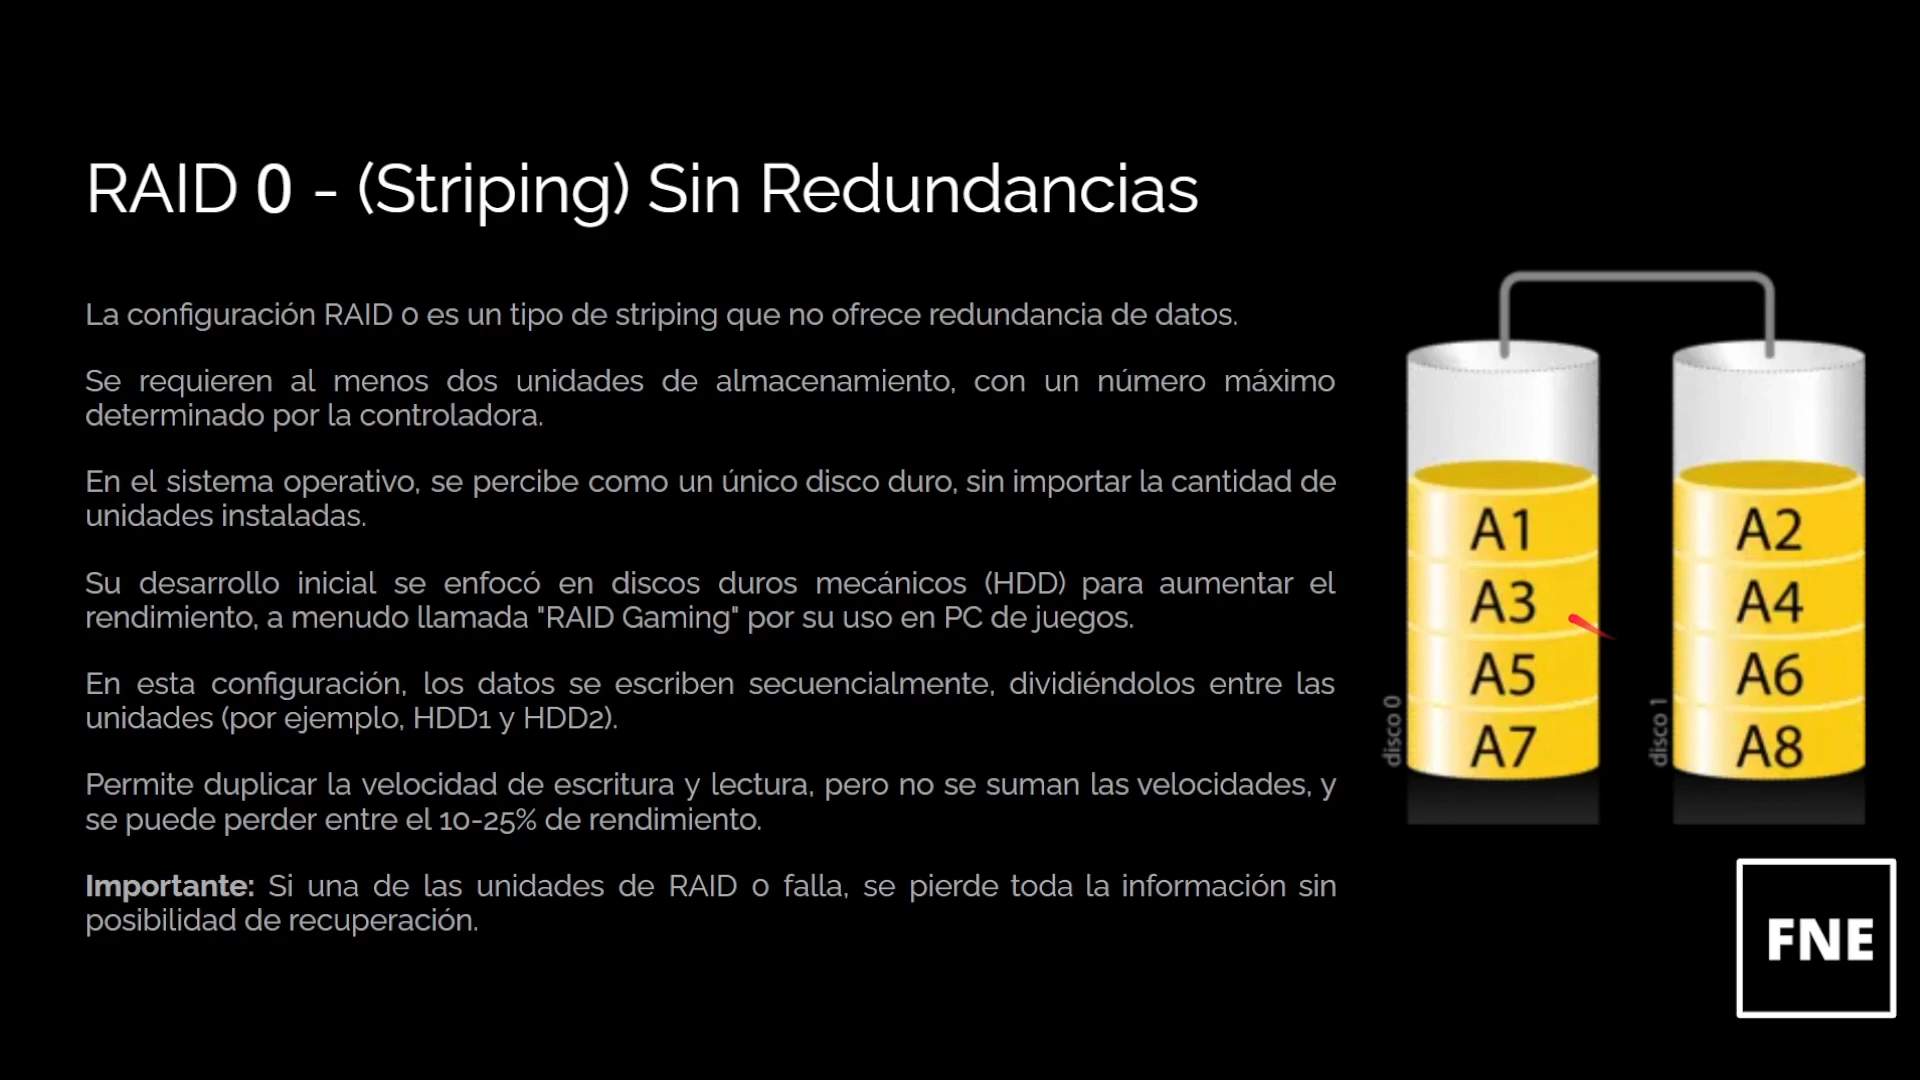 RAID 0 - (Striping) Sin Redundancias
La configuración RAID 0 es un tipo de striping que no ofrece redundancia de datos.
Se requieren al menos dos unidades de almacenamiento, con un número máximo
determinado por la controladora.
En el sistema operativo, se percibe como un único disco duro, sin importar la cantidad de
unidades instaladas.
Su desarrollo inicial se enfocó en discos duros mecánicos (HDD) para aumentar el
rendimiento, a menudo llamada "RAID Gaming" por su uso en PC de juegos.
En esta configuración, los datos se escriben secuencialmente, dividiéndolos entre las
unidades (por ejemplo, HDD1 y HDD2).
Permite duplicar la velocidad de escritura y lectura, pero no se suman las velocidades, y
se puede perder entre el 10-25% de rendimiento.
Importante: Si una de las unidades de RAID 0 falla, se pierde toda la información sin
posibilidad de recuperación.
disco 0
A1
A3
A5
A7
disco 1
A2
A4
A6
A8
FNE